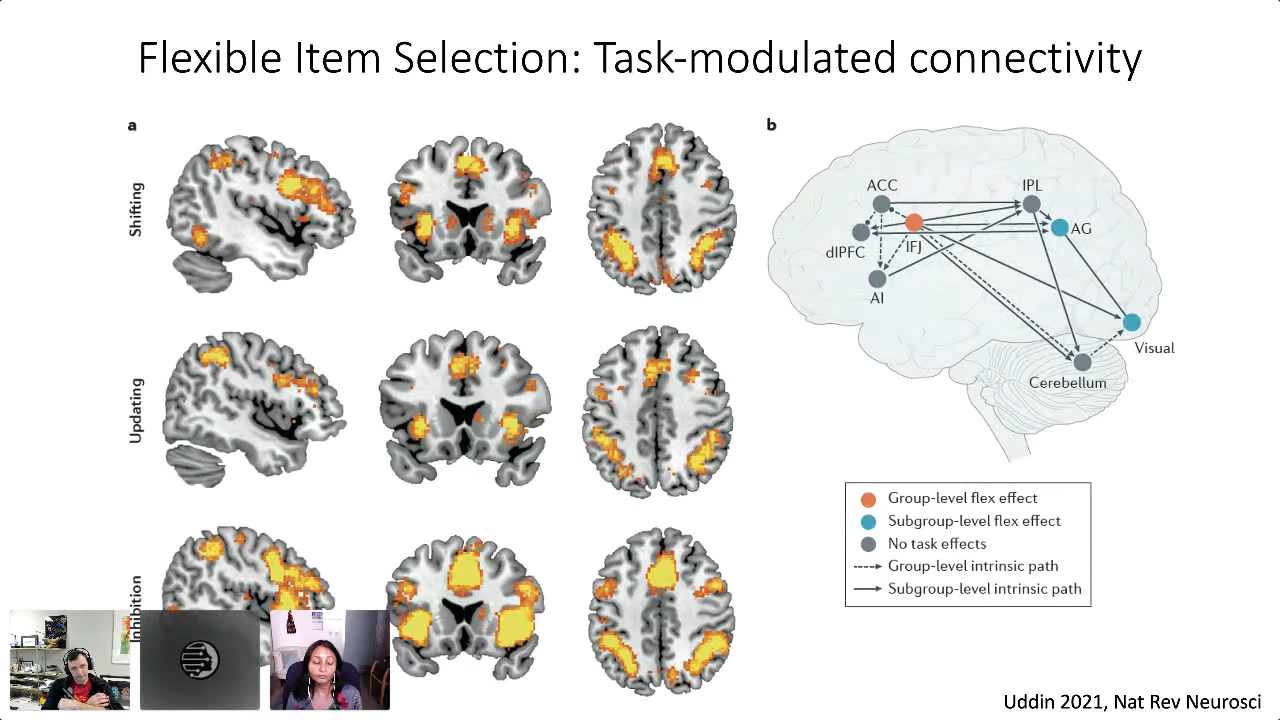 Flexible Item Selection: Task-modulated connectivity
a
Shifting
Updating
Inhibition
b
ACC
IPL
AG
dlPFC
IFJ
AI
Visual
Cerebellum
Group-level flex effect
Subgroup-level flex effect
No task effects
Group-level intrinsic path
Subgroup-level intrinsic path
Uddin 2021, Nat Rev Neurosci